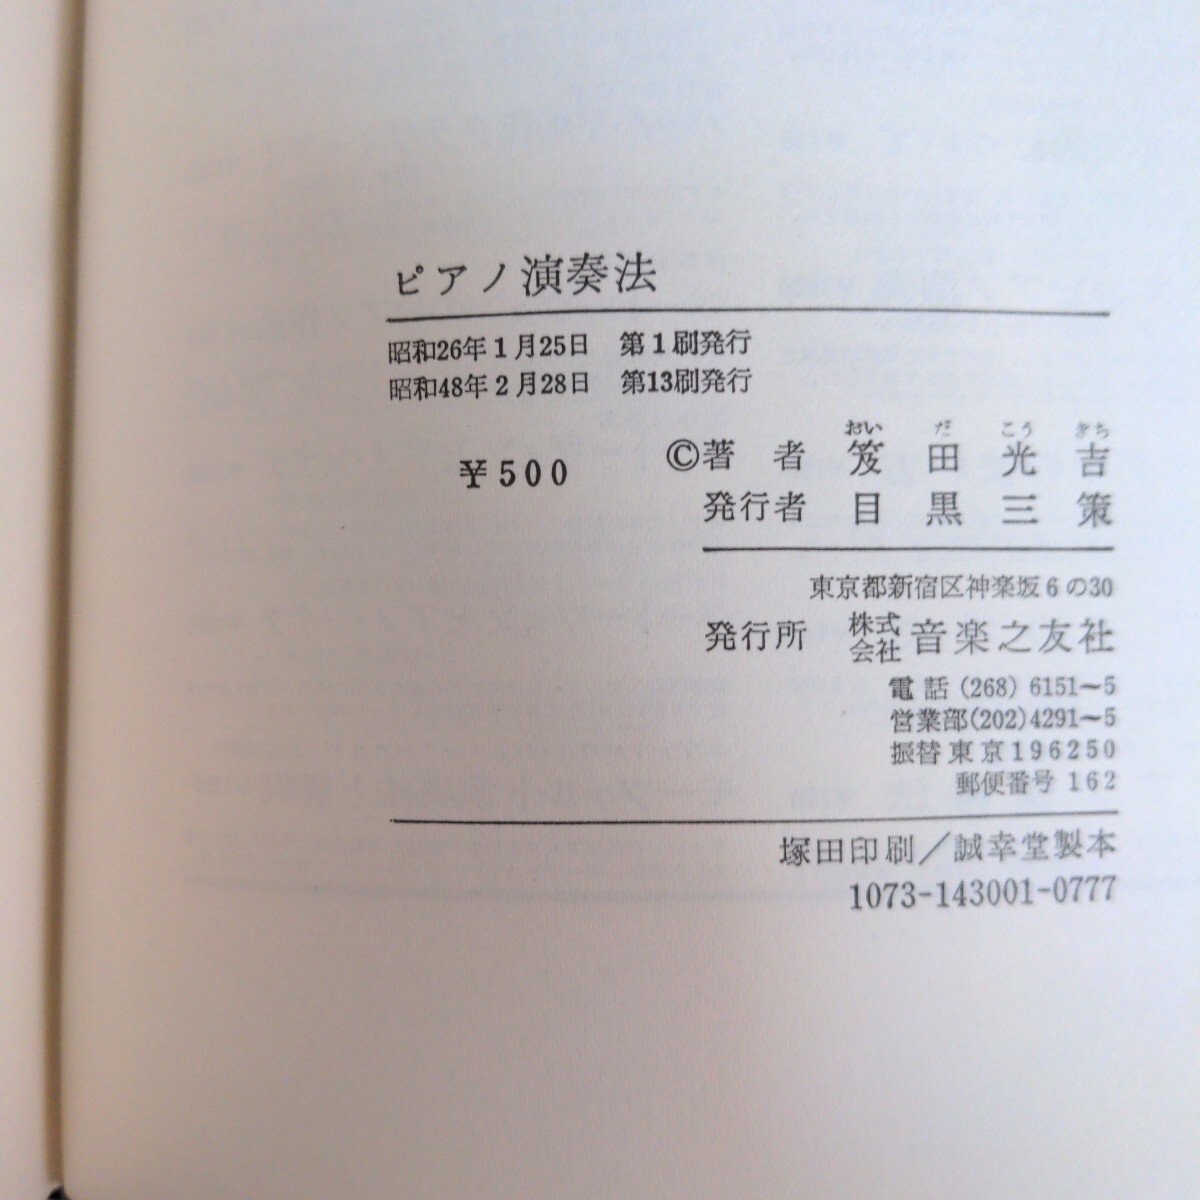 ピアノ演奏法
昭和26年1月25日 第1刷発行
昭和48年2月28日 第13刷発行
おい だ こう きち
¥500 ©著者 笈田光吉
発行者 目黒三策
東京都新宿区神楽坂6の30
発行所 株式会社 音楽之友社
電話 (268) 6151〜5
営業部(202)4291〜5
振替東京196250
郵便番号 162
塚田印刷/誠幸堂製本
1073-143001-0777